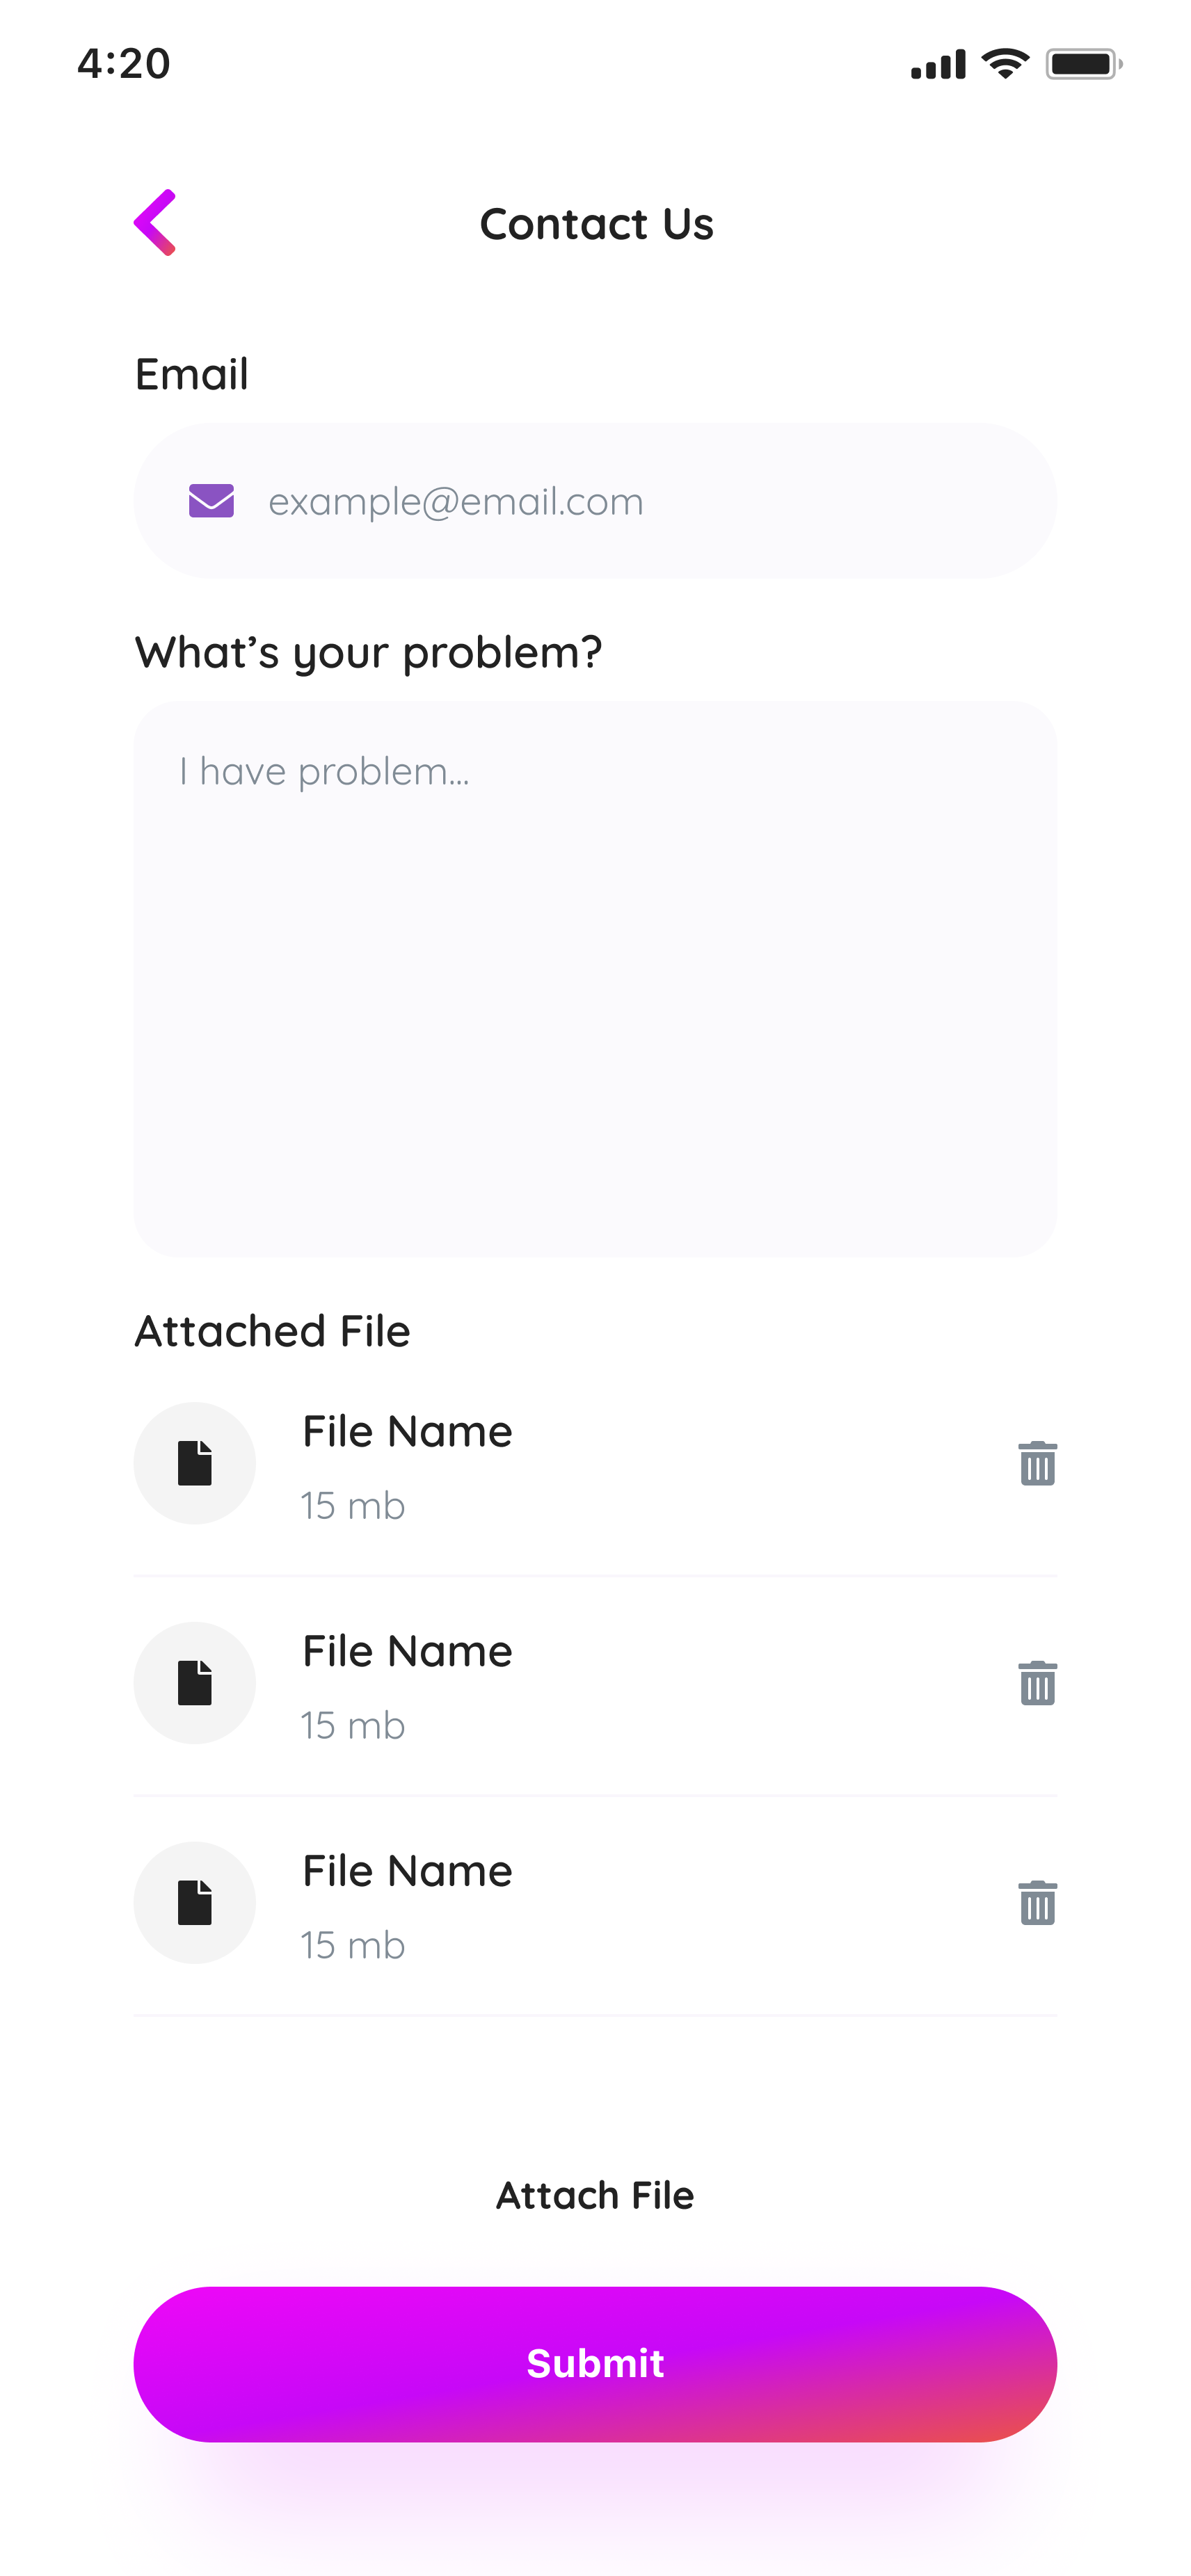 4:20
Contact Us
Email
example@email.com
What's your problem?
I have problem...
Attached File
File Name
15 mb
File Name
15 mb
File Name
15 mb
Attach File
Submit